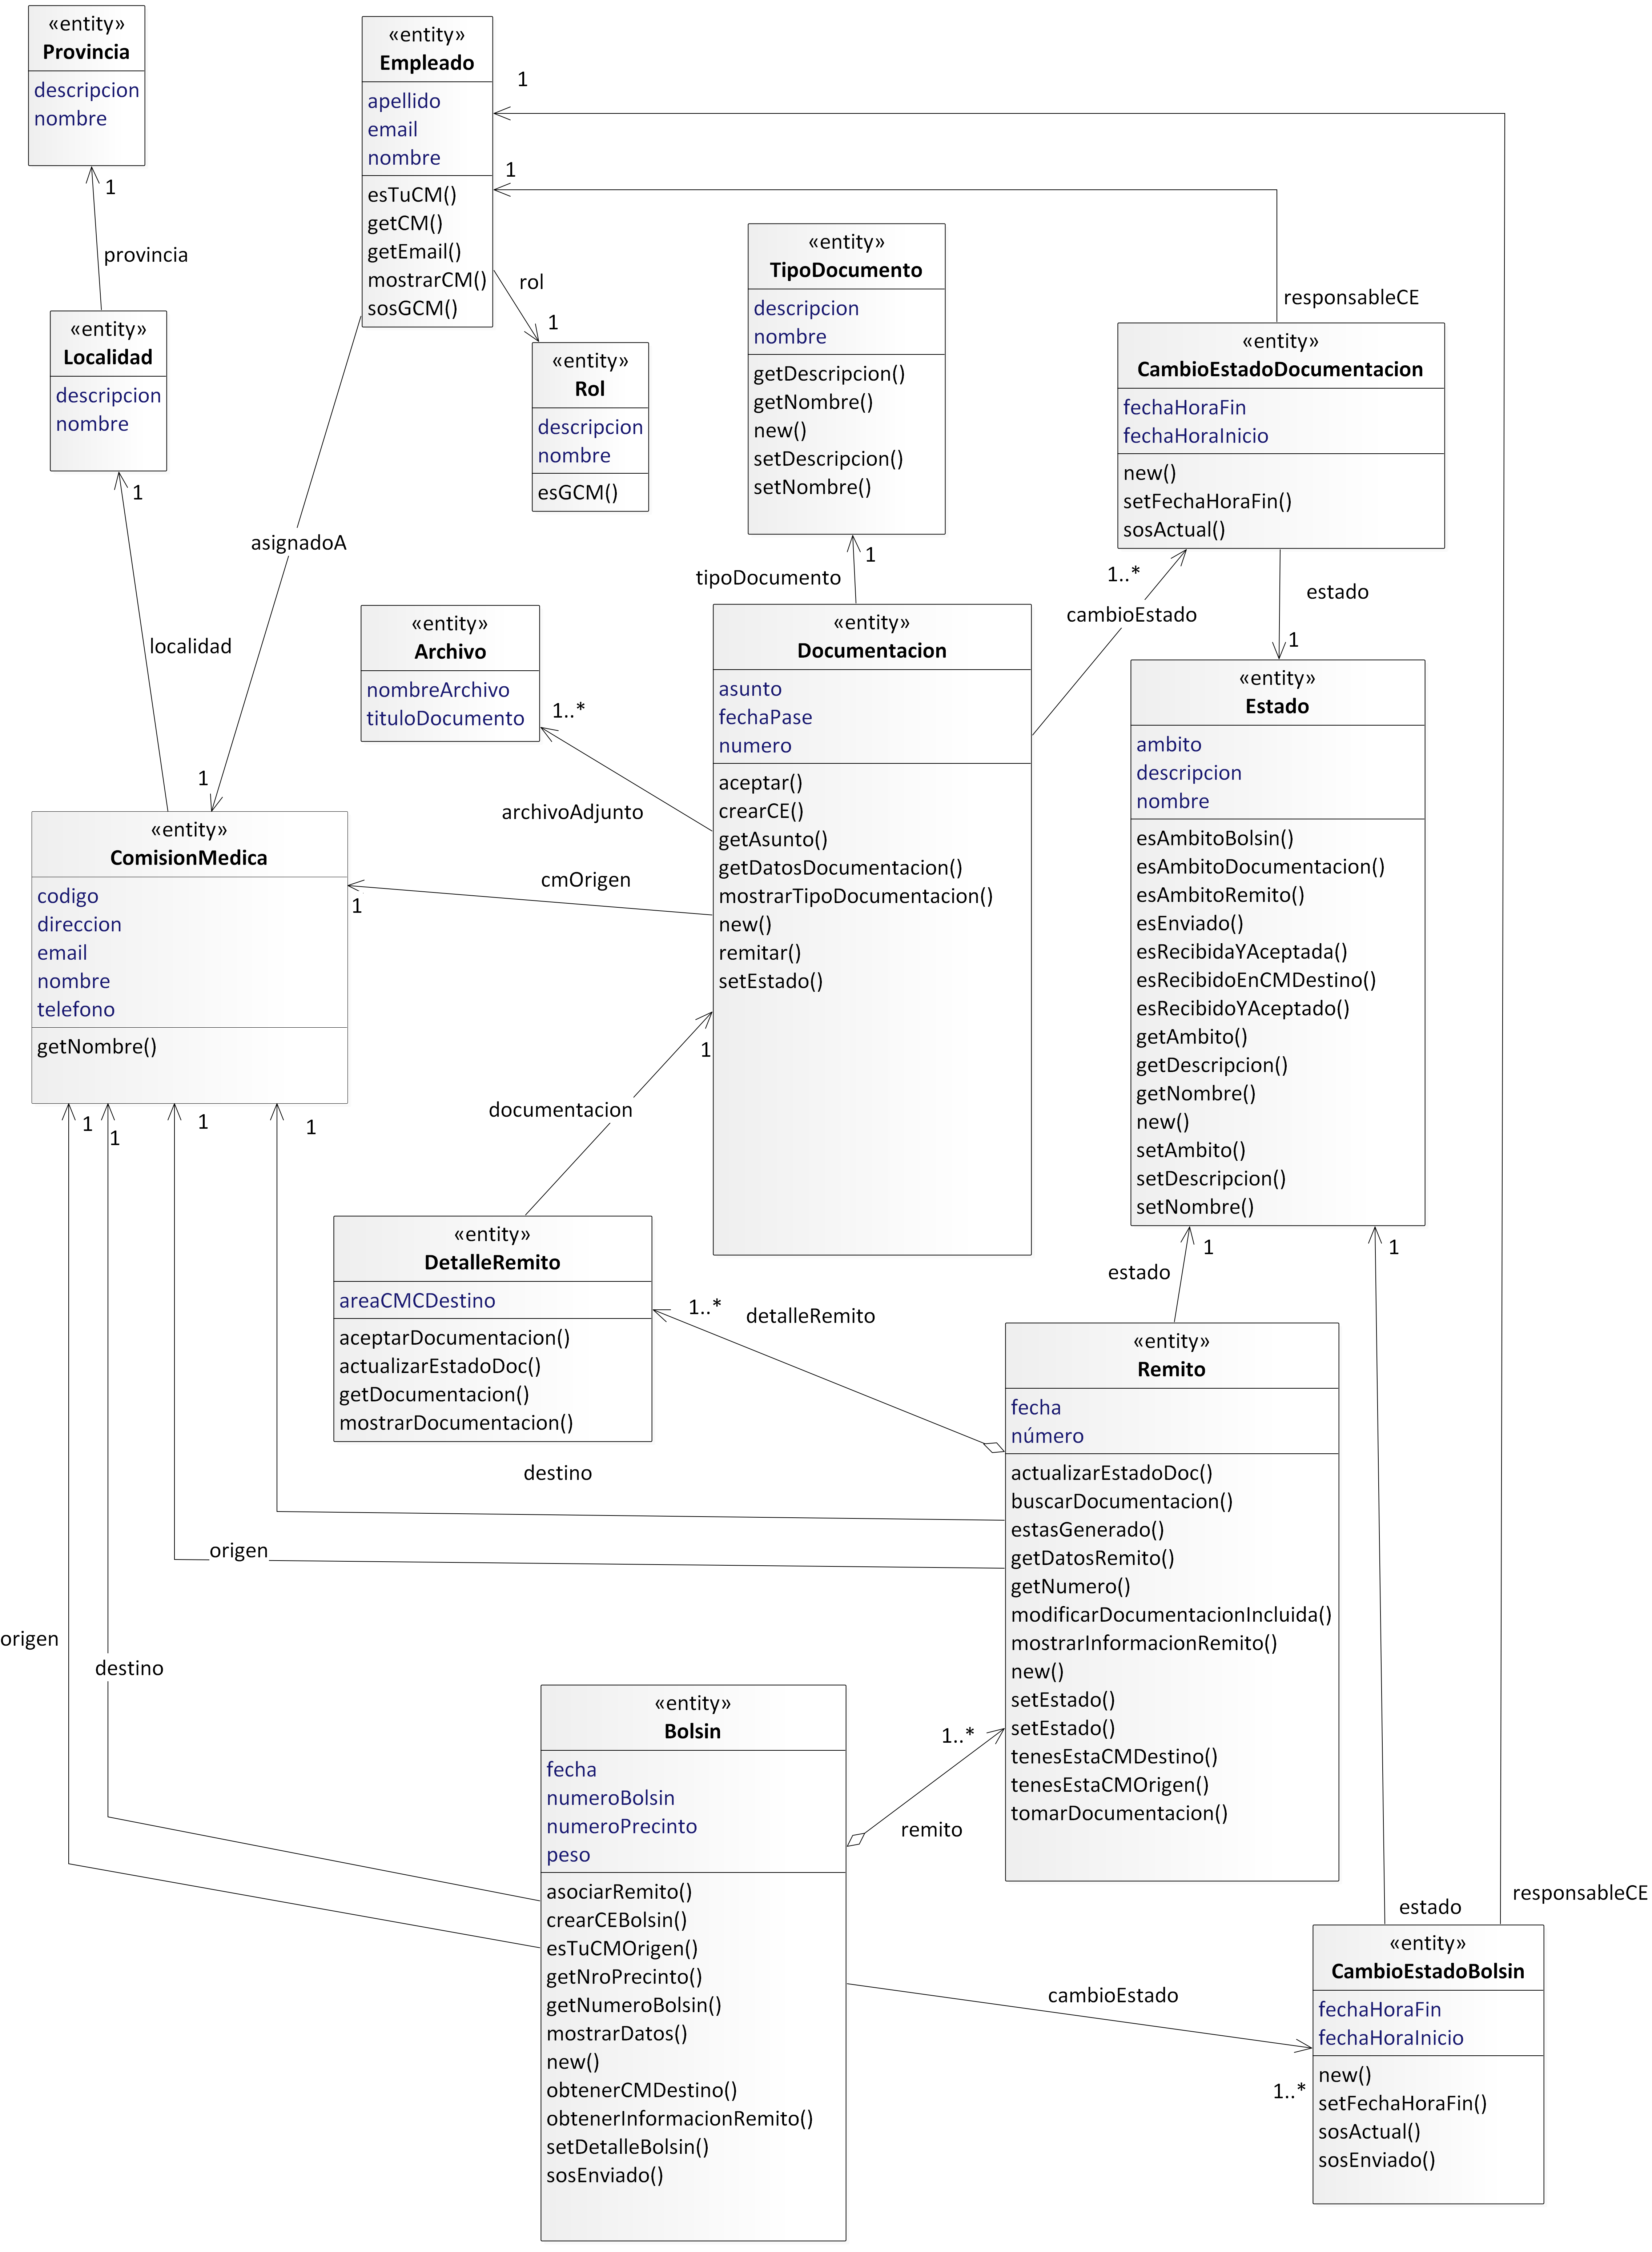 «entity»
Provincia
descripcion
nombre
1
provincia
«entity»
Localidad
descripcion
nombre
1
localidad
«entity»
Empleado
apellido
email
nombre
esTuCM()
getCM()
getEmail()
mostrarCM()
sosGCM()
1
1
rol
1
asignadoA
1
«entity»
Rol
descripcion
nombre
esGCM()
«entity»
TipoDocumento
descripcion
nombre
getDescripcion()
getNombre()
new()
setDescripcion()
setNombre()
1
tipoDocumento
responsableCE
«entity»
CambioEstadoDocumentacion
fechaHoraFin
fechaHoraInicio
new()
setFechaHoraFin()
sosActual()
1..*
cambioEstado
estado
1
«entity»
Archivo
nombreArchivo
tituloDocumento
1..*
archivoAdjunto
«entity»
Documentacion
asunto
fechaPase
numero
aceptar()
crearCE()
getAsunto()
getDatosDocumentacion()
mostrarTipoDocumentacion()
new()
remitar()
setEstado()
cmOrigen
1
1
documentacion
«entity»
Estado
ambito
descripcion
nombre
esAmbitoBolsin()
esAmbitoDocumentacion()
esAmbitoRemito()
esEnviado()
esRecibidaYAceptada()
esRecibidoEnCMDestino()
esRecibidoYAceptado()
getAmbito()
getDescripcion()
getNombre()
new()
setAmbito()
setDescripcion()
setNombre()
1
1
estado
«entity»
ComisionMedica
codigo
direccion
email
nombre
telefono
getNombre()
1
1
1
1
«entity»
DetalleRemito
areaCMCDestino
aceptarDocumentacion()
actualizarEstadoDoc()
getDocumentacion()
mostrarDocumentacion()
1..*
detalleRemito
destino
origen
origen
destino
«entity»
Remito
fecha
número
actualizarEstadoDoc()
buscarDocumentacion()
estasGenerado()
getDatosRemito()
getNumero()
modificarDocumentacionIncluida()
mostrarInformacionRemito()
new()
setEstado()
setEstado()
tenesEstaCMDestino()
tenesEstaCMOrigen()
tomarDocumentacion()
1..*
remito
«entity»
Bolsin
fecha
numeroBolsin
numeroPrecinto
peso
asociarRemito()
crearCEBolsin()
esTuCMOrigen()
getNroPrecinto()
getNumeroBolsin()
mostrarDatos()
new()
obtenerCMDestino()
obtenerInformacionRemito()
setDetalleBolsin()
sosEnviado()
cambioEstado
1..*
estado
responsableCE
«entity»
CambioEstadoBolsin
fechaHoraFin
fechaHoraInicio
new()
setFechaHoraFin()
sosActual()
sosEnviado()